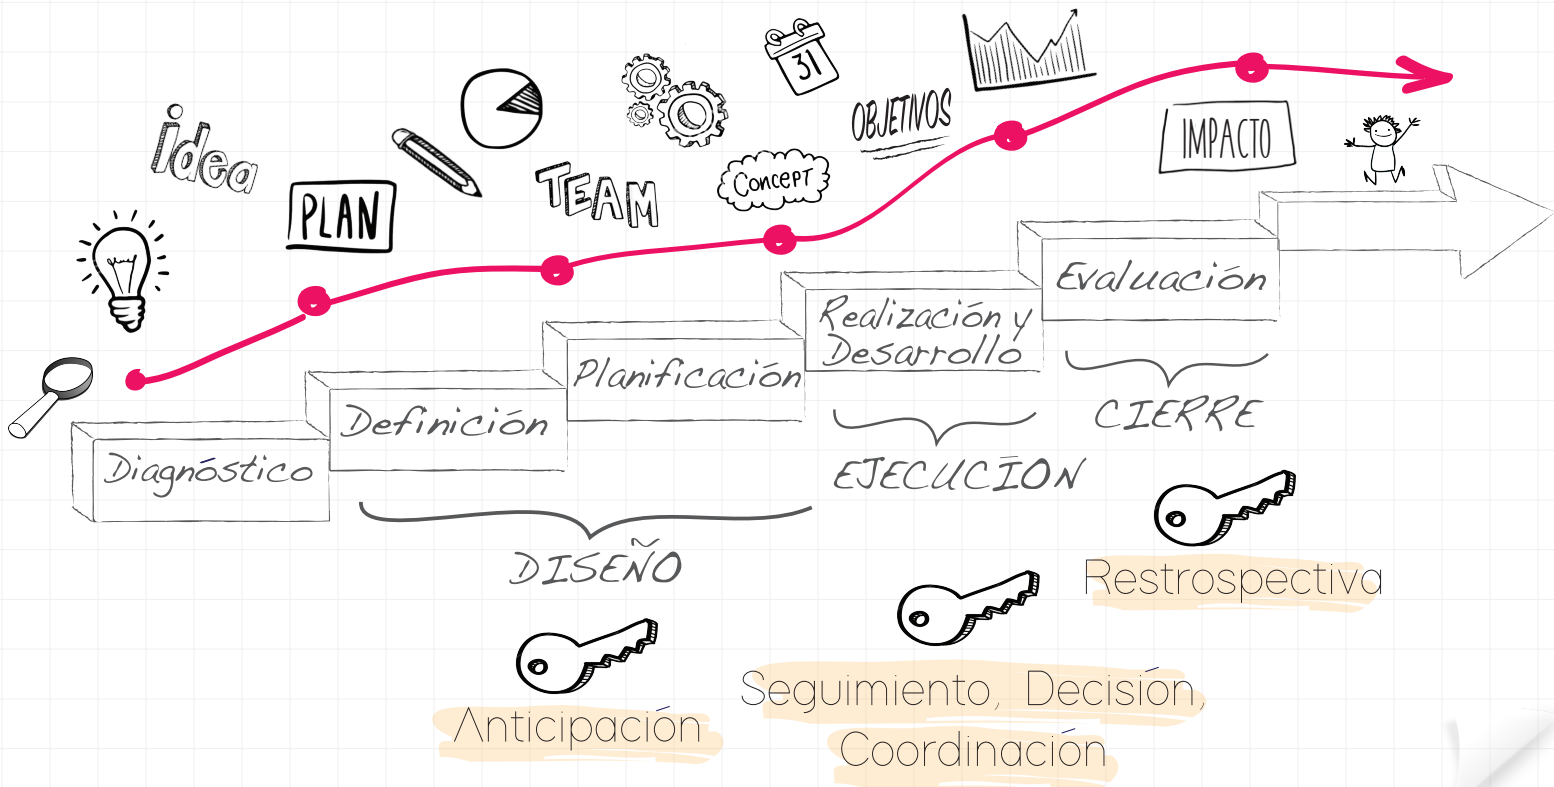 idea
PLAN
TEAM
31
Concept
OBJETIVOS
IMPACTO
Diagnóstico
Definición
Planificación
Realización y
Desarrollo
Evaluación
DISEÑO
EJECUCIÓN
CIERRE
Anticipación
Seguimiento, Decisión,
Coordinación
Restrospectiva